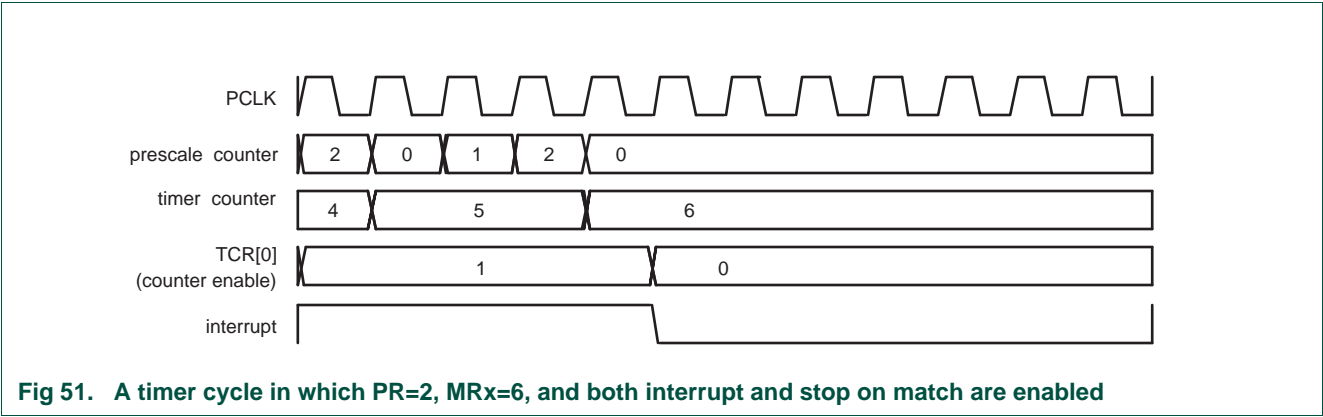 PCLK
prescale counter 2 0 1 2 0
timer counter 4 5 6
TCR[0]
(counter enable) 1 0
interrupt
Fig 51. A timer cycle in which PR=2, MRx=6, and both interrupt and stop on match are enabled